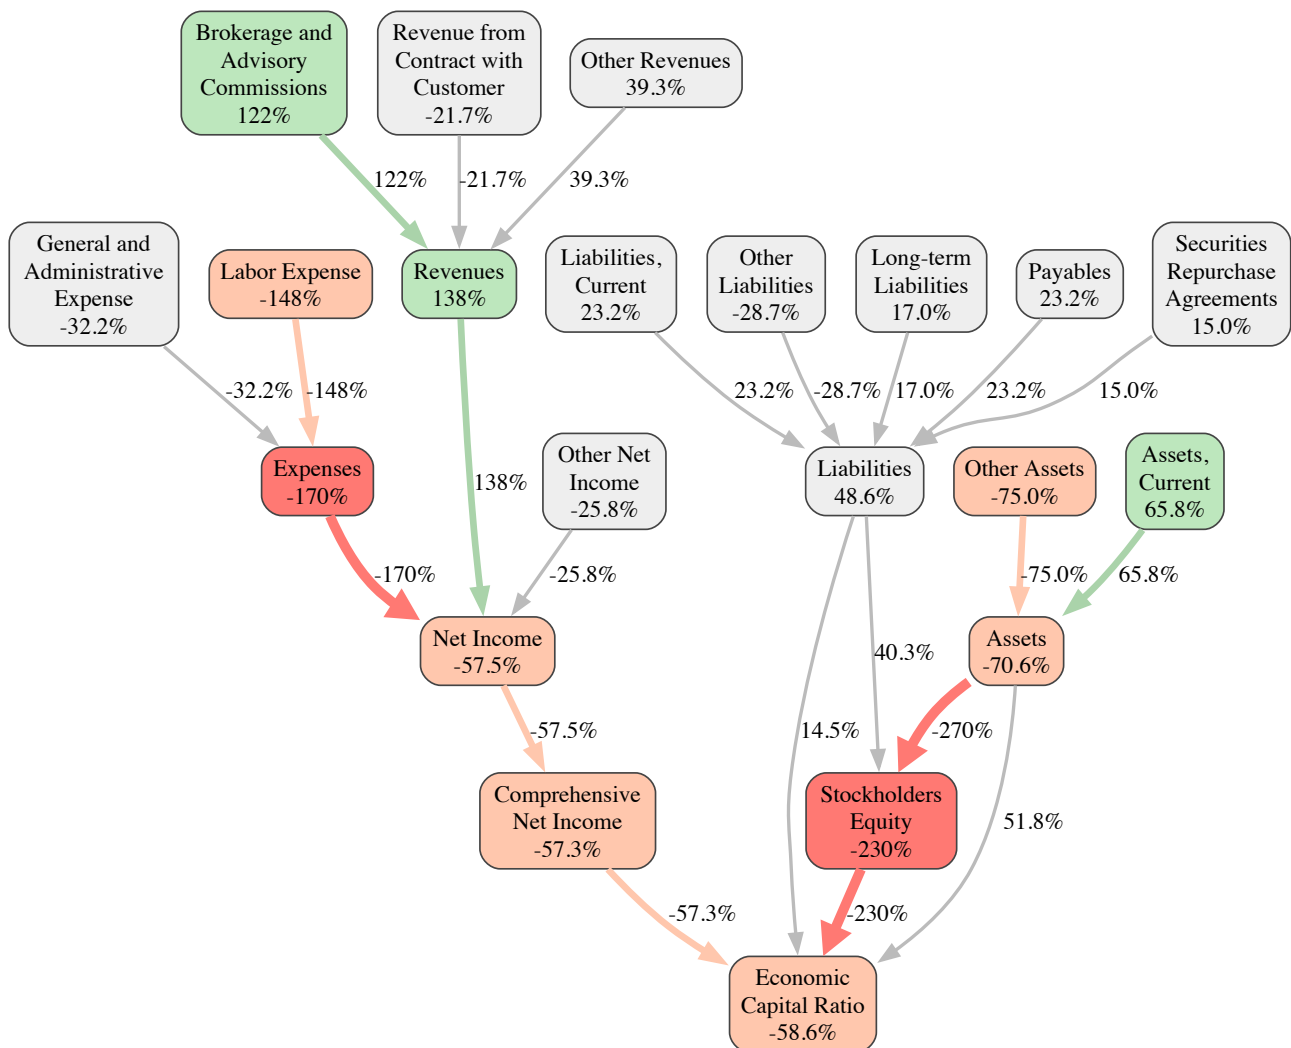 Brokerage and
Advisory
Commissions
122%
Revenue from
Contract with
Customer
-21.7%
Other Revenues
39.3%
122%
-21.7%
39.3%
General and
Administrative
Expense
-32.2%
Labor Expense
-148%
Revenues
138%
Liabilities,
Current
23.2%
Other
Liabilities
-28.7%
Long-term
Liabilities
17.0%
Payables
23.2%
Securities
Repurchase
Agreements
15.0%
-32.2%
-148%
23.2%
-28.7%
17.0%
23.2%
15.0%
Expenses
-170%
138%
Other Net
Income
-25.8%
Liabilities
48.6%
Other Assets
-75.0%
Assets,
Current
65.8%
-170%
-25.8%
-75.0%
65.8%
Net Income
-57.5%
40.3%
Assets
-70.6%
-57.5%
14.5%
-270%
Comprehensive
Net Income
-57.3%
Stockholders
Equity
-230%
51.8%
-57.3%
-230%
Economic
Capital Ratio
-58.6%